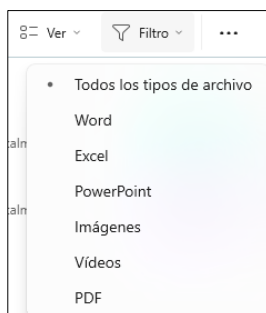 Ver
Filtro
Todos los tipos de archivo
Word
Excel
PowerPoint
Imágenes
Vídeos
PDF